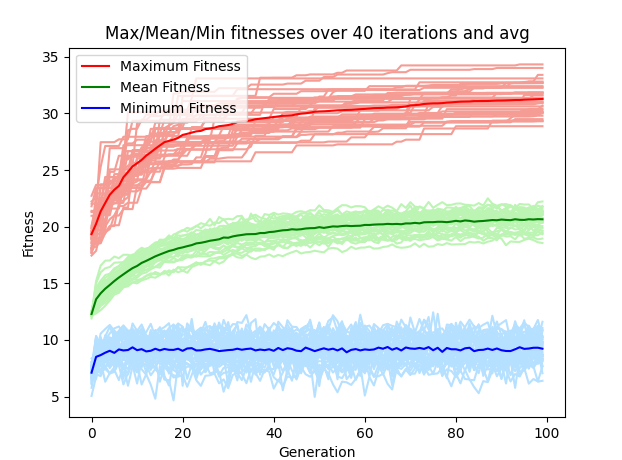 Max/Mean/Min fitnesses over 40 iterations and avg
35
30
25
20
15
10
5
Fitness
Maximum Fitness
Mean Fitness
Minimum Fitness
0
20
40
60
80
100
Generation